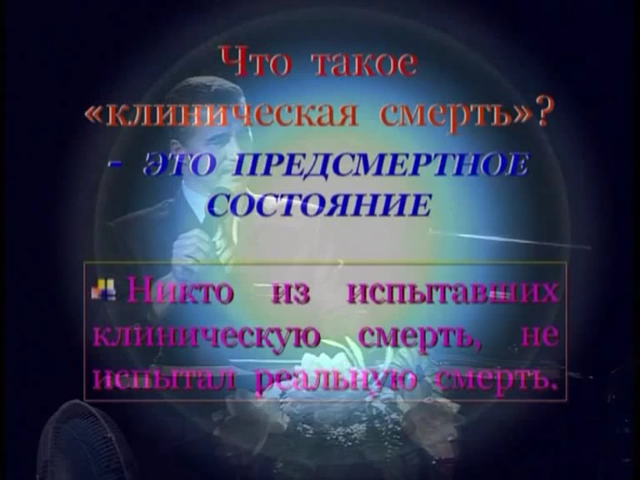 Что такое
«клиническая смерть»?
- ЭТО ПРЕДСМЕРТНОЕ
СОСТОЯНИЕ
Никто из испытавших
клиническую смерть, не
испытал реальную смерть.